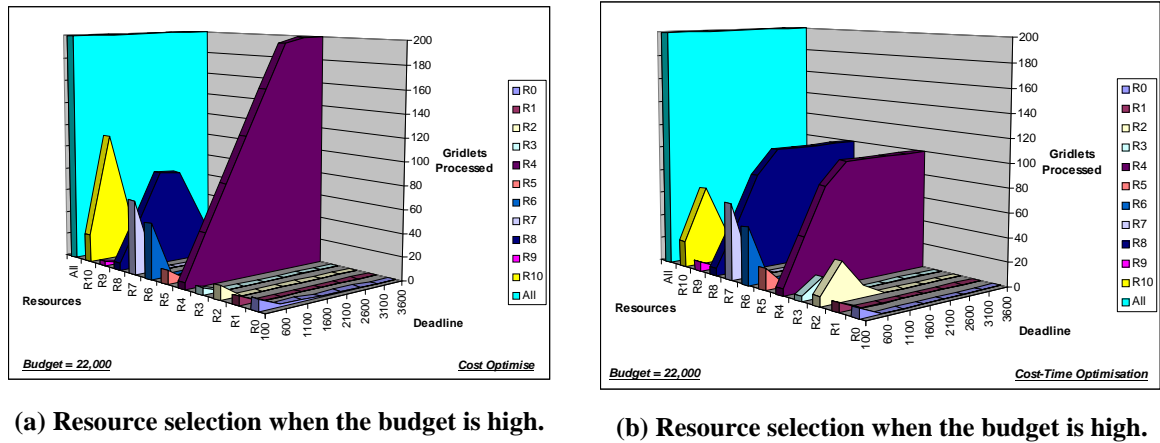 200
180
160
140
120
100
80
60
40
20
0
Gridlets
Processed
R0
R1
R2
R3
R4
R5
R6
R7
R8
R9
R10
All
All
R10
R9
R8
R7
R6
R5
R4
R3
R2
R1
R0
Resources
100
600
1100
1600
2100
2600
3100
3600
Deadline
Budget = 22,000
Cost Optimise
(a) Resource selection when the budget is high.
200
180
160
140
120
100
80
60
40
20
0
Gridlets
Processed
R0
R1
R2
R3
R4
R5
R6
R7
R8
R9
R10
All
All
R10
R9
R8
R7
R6
R5
R4
R3
R2
R1
R0
Resources
100
600
1100
1600
2100
2600
3100
3600
Deadline
Budget = 22,000
Cost-Time Optimisation
(b) Resource selection when the budget is high.